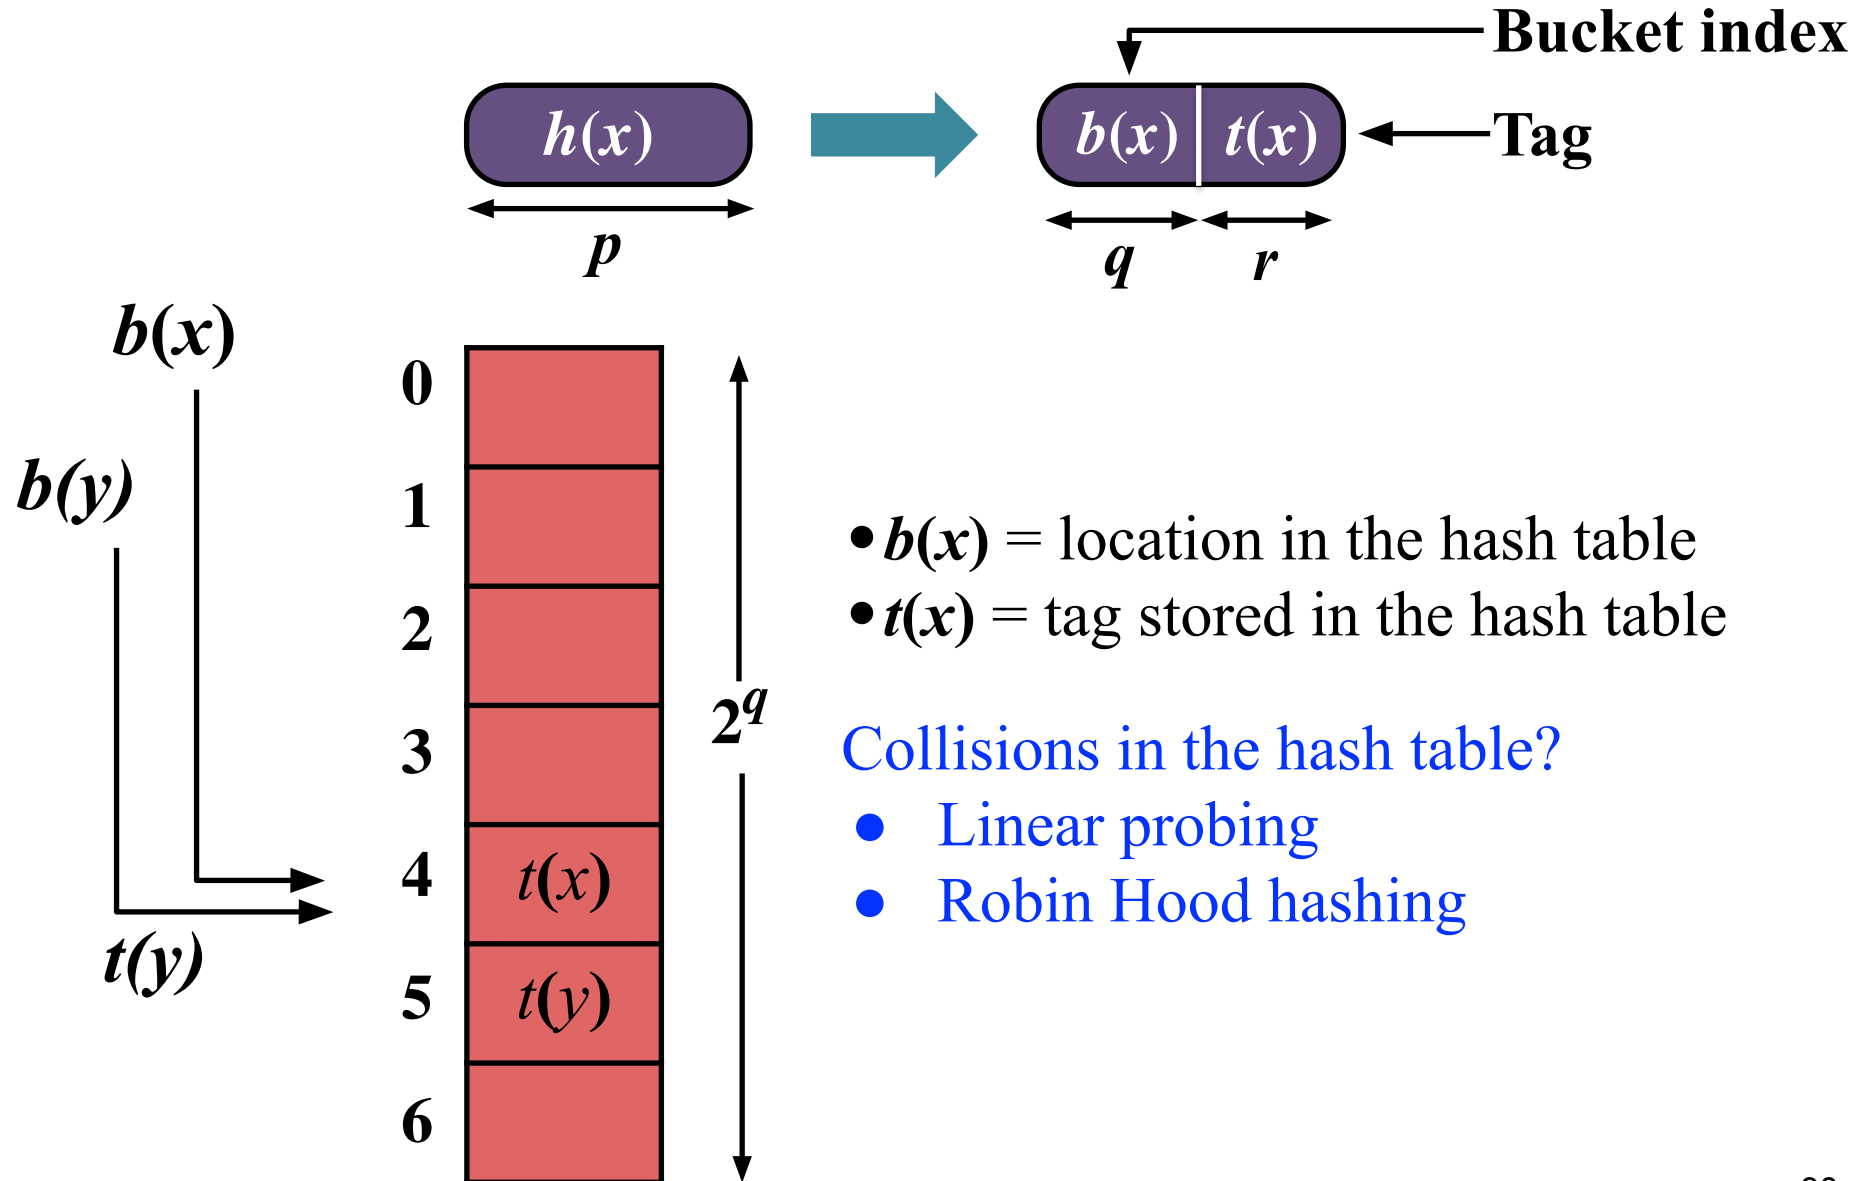 Bucket index
h(x)
b(x) t(x)
Tag
p
q r
b(x)
b(y)
t(y)
0
1
2
3
4 t(x)
5 t(y)
6
2^q
• b(x) = location in the hash table
• t(x) = tag stored in the hash table
Collisions in the hash table?
● Linear probing
● Robin Hood hashing